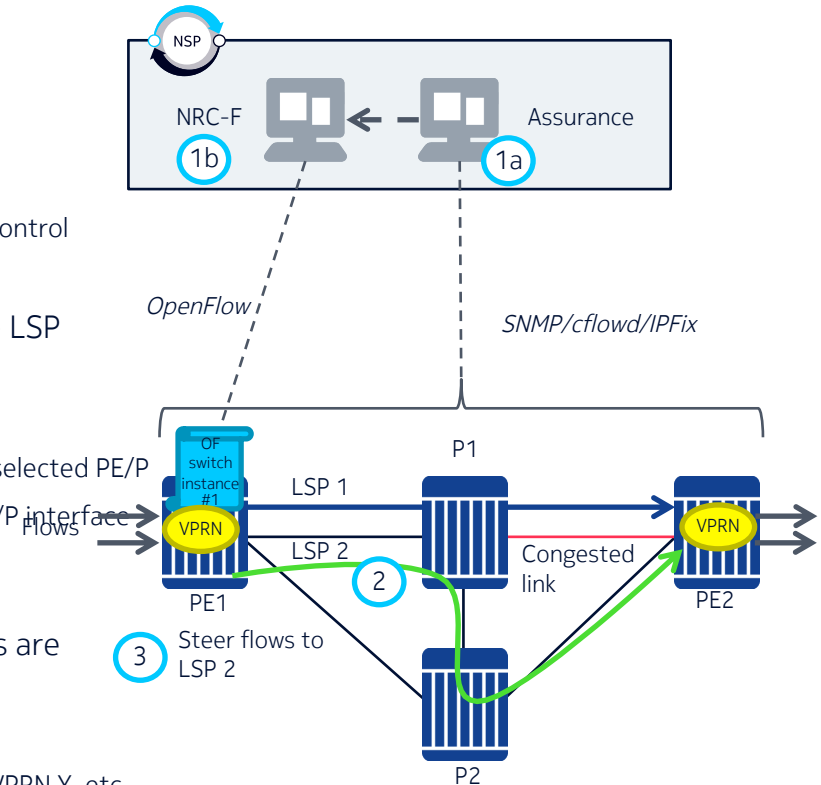 NSP
NRC-F
Assurance
1b
1a
ontrol
OpenFlow
SNMP/cflowd/IPFix
LSP
selected PE/P
/P interface
Flows
OF
switch
instance
#1
VPRN
PE1
LSP 1
LSP 2
P1
Congested
link
VPRN
PE2
2
s are
3
Steer flows to
LSP 2
P2
VPRN X, etc